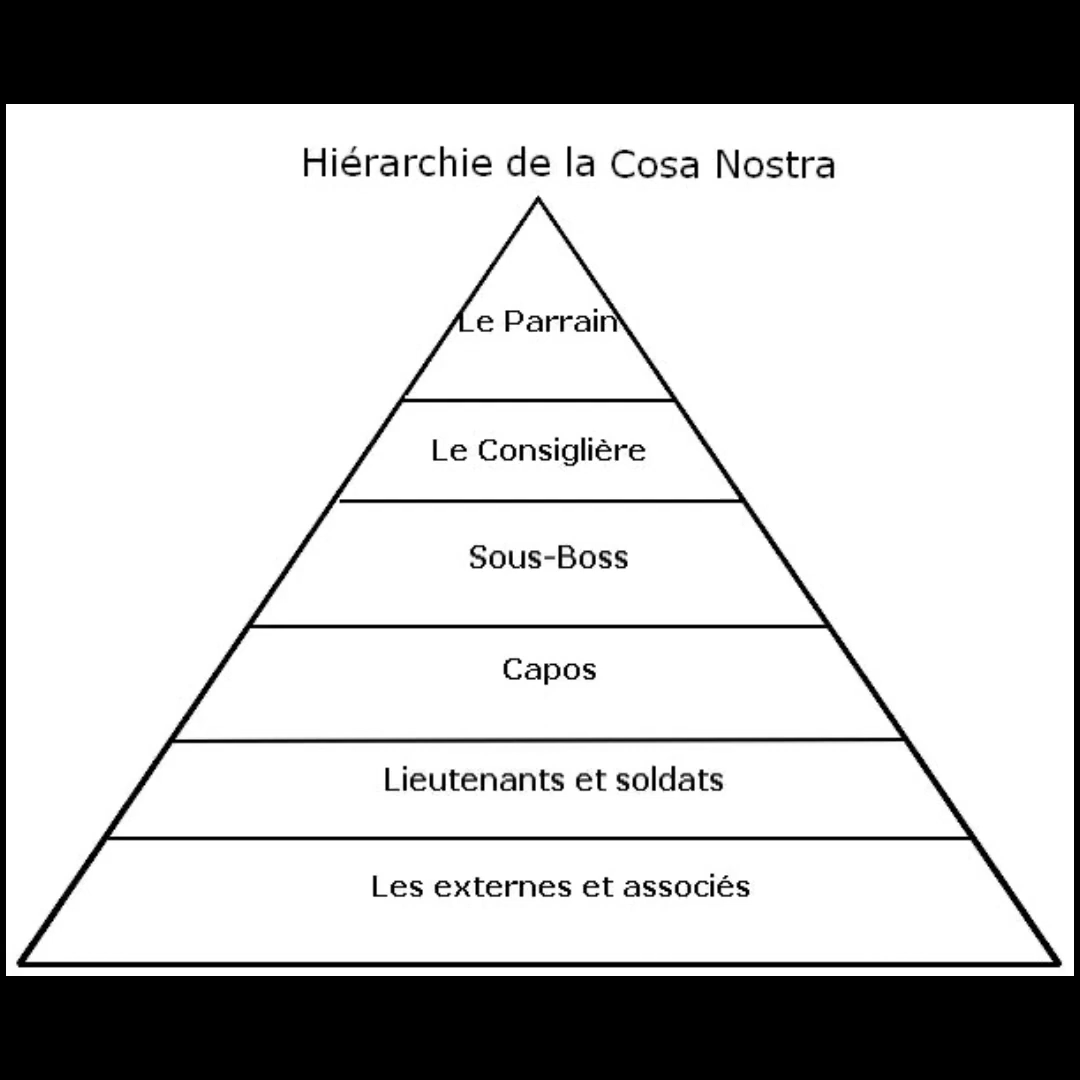 Hiérarchie de la Cosa Nostra
Le Parrain
Le Consiglière
Sous-Boss
Capos
Lieutenants et soldats
Les externes et associés